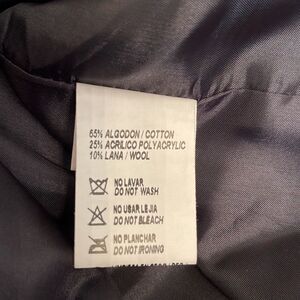 65% ALGODON / COTTON
25% ACRILICO POLYACRYLIC
10% LANA / WOOL
NO LAVAR
DO NOT WASH
NO USAR LEJIA
DO NOT BLEACH
NO PLANCHAR
DO NOT IRONING